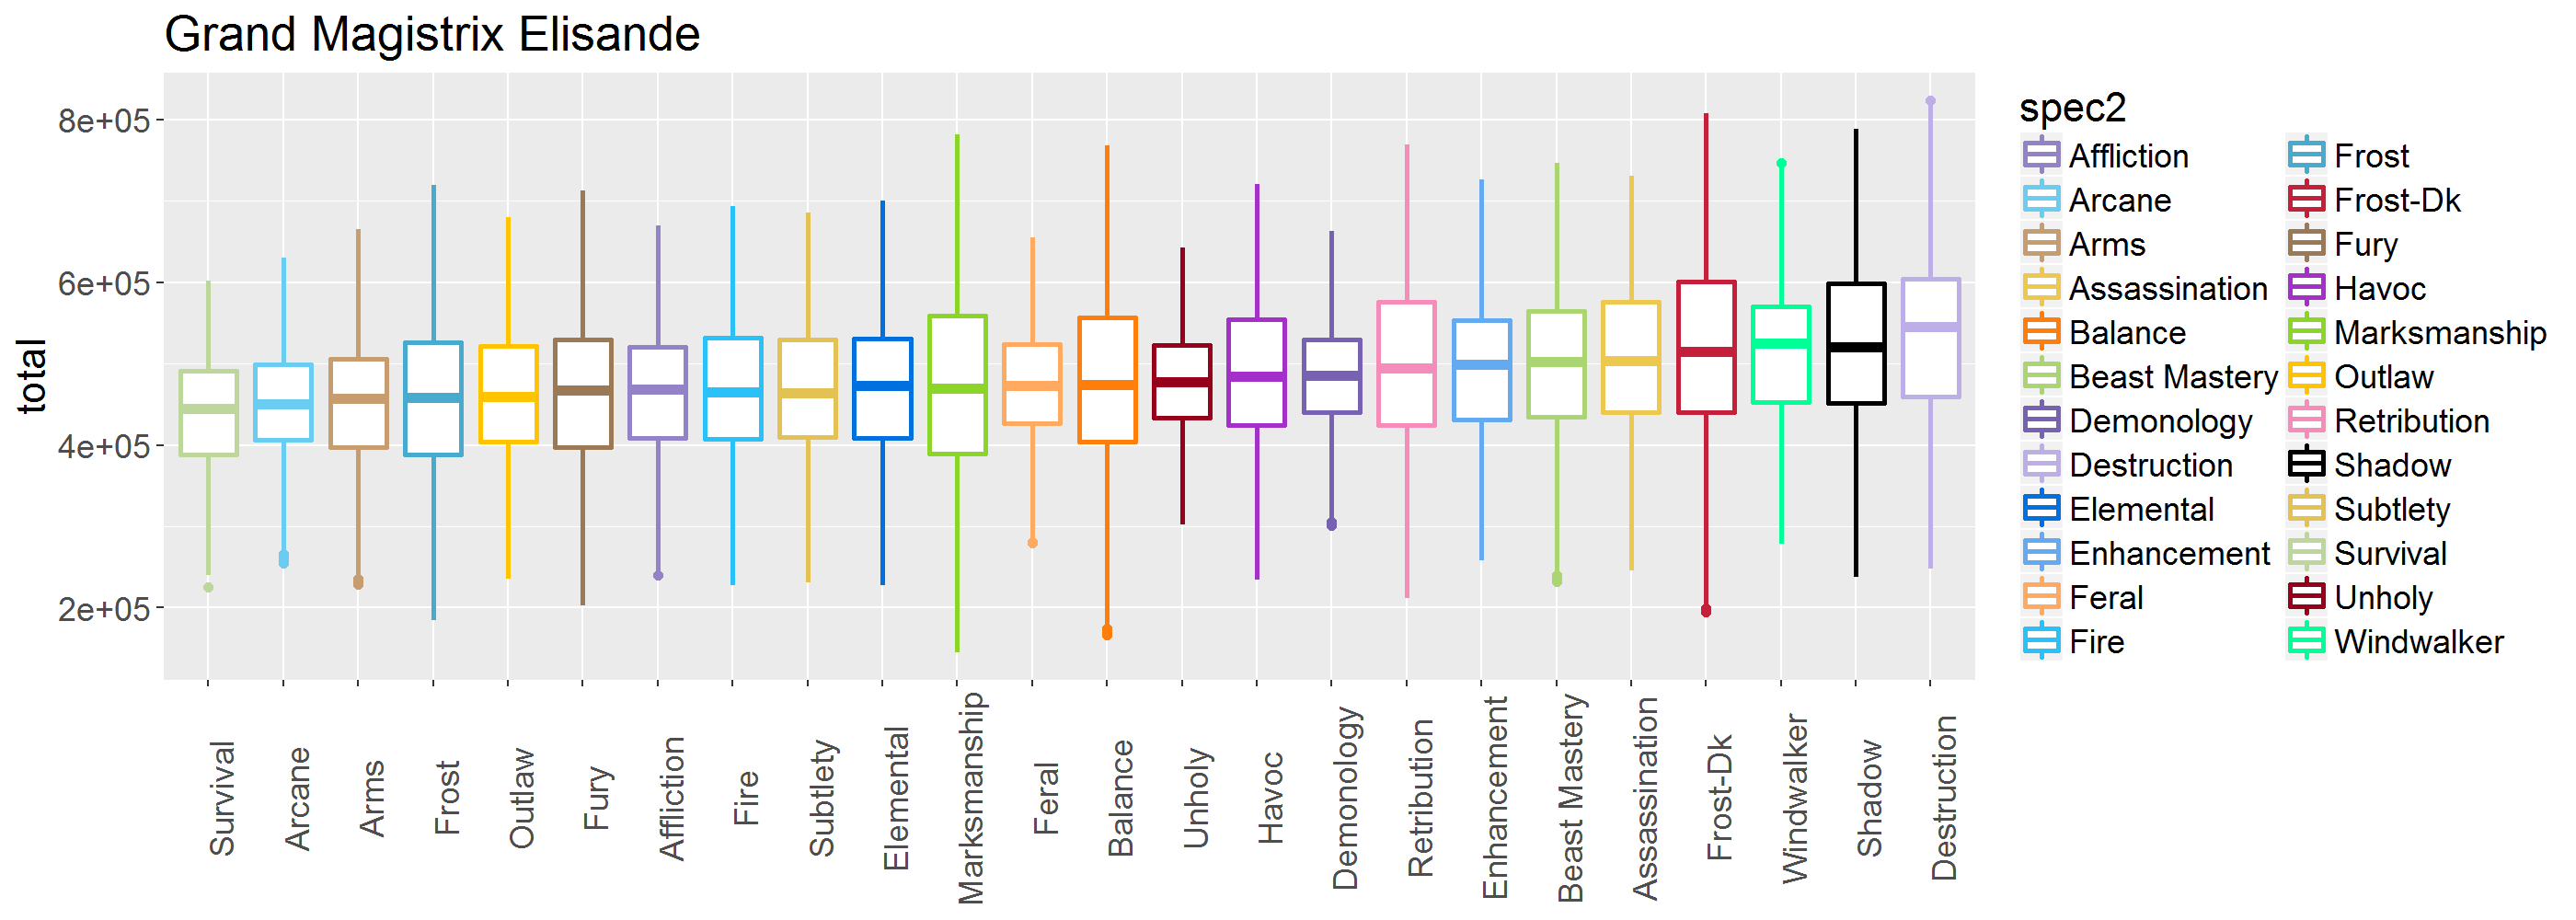 Grand Magistrix Elisande
total
8e+05
6e+05
4e+05
2e+05
Survival
Arcane
Arms
Frost
Outlaw
Fury
Affliction
Fire
Subtlety
Elemental
Marksmanship
Feral
Balance
Unholy
Havoc
Demonology
Retribution
Enhancement
Beast Mastery
Assassination
Frost-Dk
Windwalker
Shadow
Destruction
spec2
Affliction
Arcane
Arms
Assassination
Balance
Beast Mastery
Demonology
Destruction
Elemental
Enhancement
Feral
Fire
Frost
Frost-Dk
Fury
Havoc
Marksmanship
Outlaw
Retribution
Shadow
Subtlety
Survival
Unholy
Windwalker